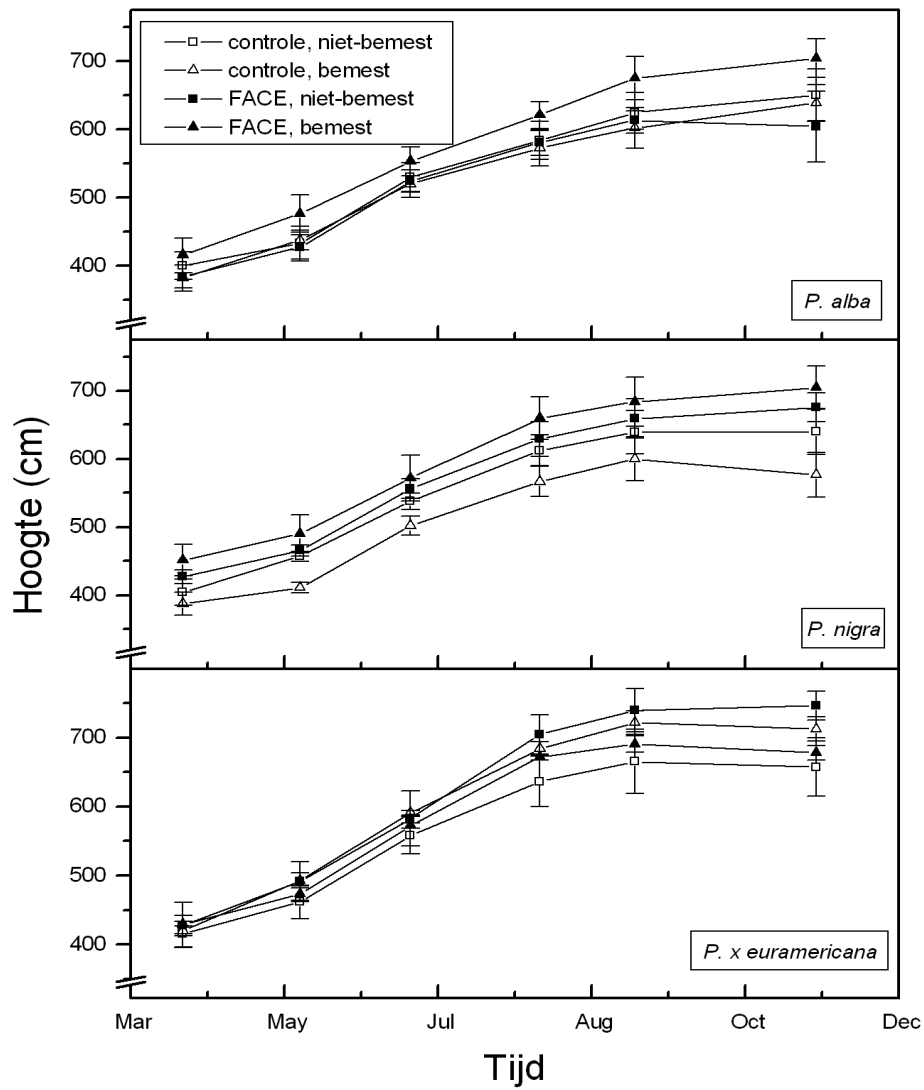 controle, niet-bemest
controle, bemest
FACE, niet-bemest
FACE, bemest
700
600
500
400
P. alba
700
600
500
400
P. nigra
Hoogte (cm)
700
600
500
400
P. x euramericana
Mar May Jul Aug Oct Dec
Tijd